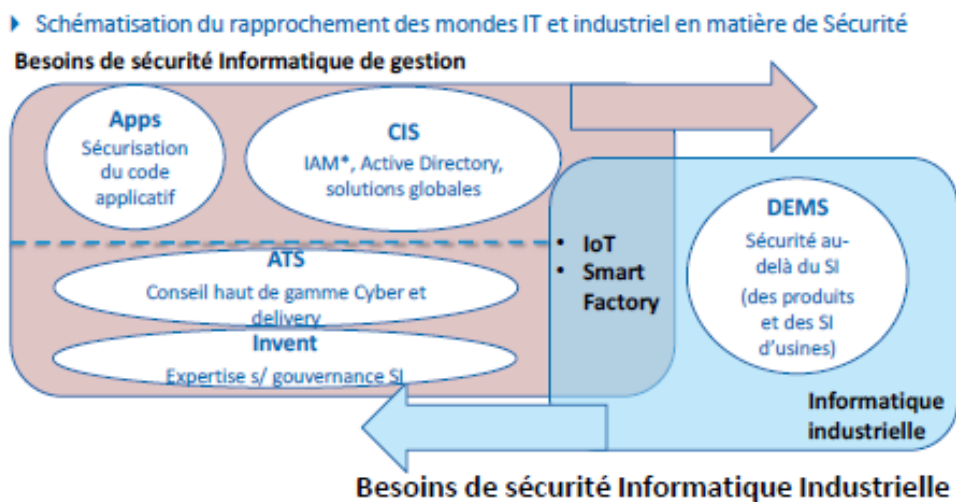 Schématisation du rapprochement des mondes IT et industriel en matière de Sécurité
Besoins de sécurité Informatique de gestion
Apps
Sécurisation
du code
applicatif
CIS
IAM*, Active Directory,
solutions globales
ATS
Conseil haut de gamme Cyber et
delivery
Invent
Expertise s/ gouvernance SI
• IoT
• Smart
Factory
DEMS
Sécurité au-
delà du SI
(des produits
et des SI
d'usines)
Informatique
industrielle
Besoins de sécurité Informatique Industrielle